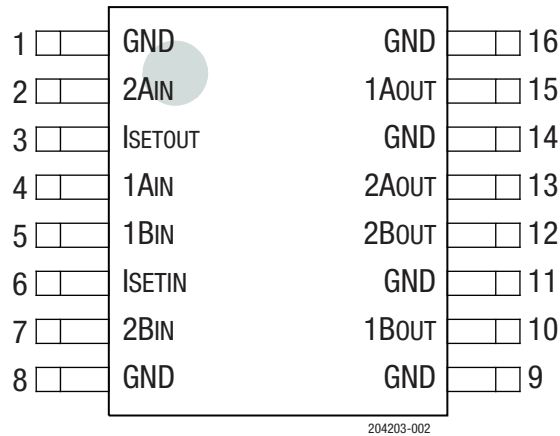 1 GND GND 16
2 2AIN 1AOUT 15
3 ISETOUT GND 14
4 1AIN 2AOUT 13
5 1BIN 2BOUT 12
6 ISETIN GND 11
7 2BIN 1BOUT 10
8 GND GND 9
204203-002